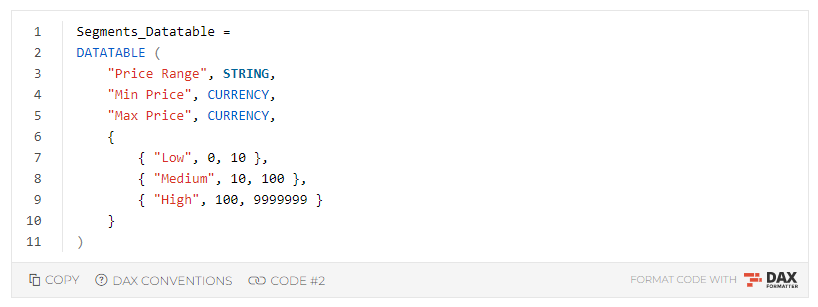 1 Segments_Datatable =
2 DATATABLE (
3 "Price Range", STRING,
4 "Min Price", CURRENCY,
5 "Max Price", CURRENCY,
6 {
7 { "Low", 0, 10 },
8 { "Medium", 10, 100 },
9 { "High", 100, 9999999 }
10 }
11 )
COPY DAX CONVENTIONS CODE #2 FORMAT CODE WITH DAX FORMATTER